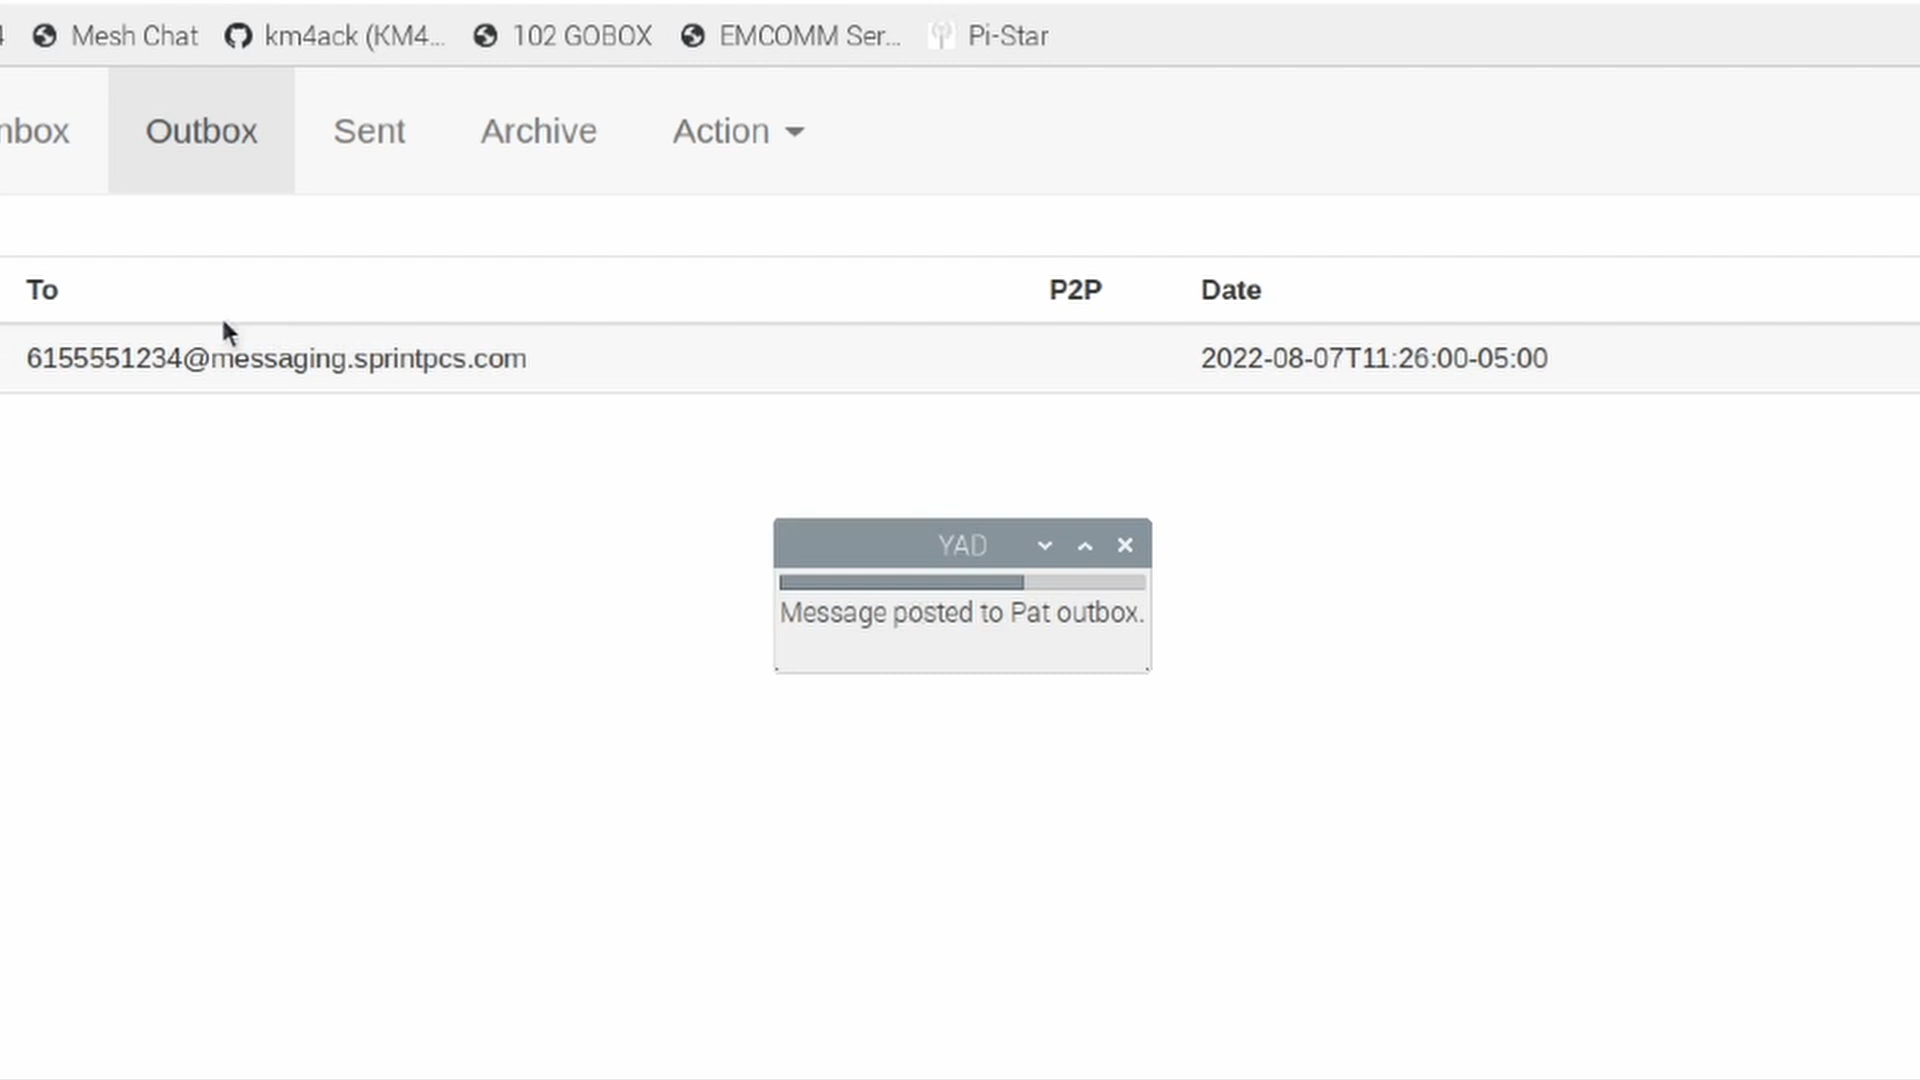 4 Mesh Chat km4ack (KM4... 102 GOBOX EMCOMM Ser... Pi-Star
nbox Outbox Sent Archive Action
To P2P Date
6155551234@messaging.sprintpcs.com 2022-08-07T11:26:00-05:00
YAD
Message posted to Pat outbox.